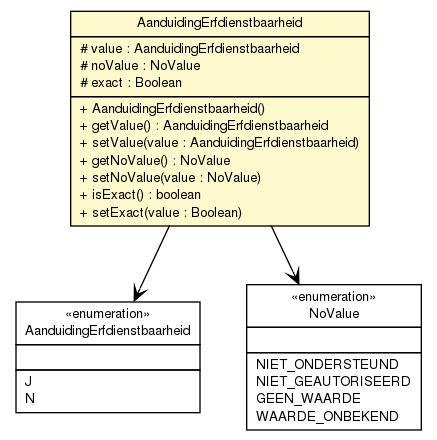 AanduidingErfdienstbaarheid
# value : AanduidingErfdienstbaarheid
# noValue : NoValue
# exact : Boolean
+ AanduidingErfdienstbaarheid()
+ getValue() : AanduidingErfdienstbaarheid
+ setValue(value : AanduidingErfdienstbaarheid)
+ getNoValue() : NoValue
+ setNoValue(value : NoValue)
+ isExact() : boolean
+ setExact(value : Boolean)
«enumeration»
AanduidingErfdienstbaarheid
J
N
«enumeration»
NoValue
NIET_ONDERSTEUND
NIET_GEAUTORISEERD
GEEN_WAARDE
WAARDE_ONBEKEND